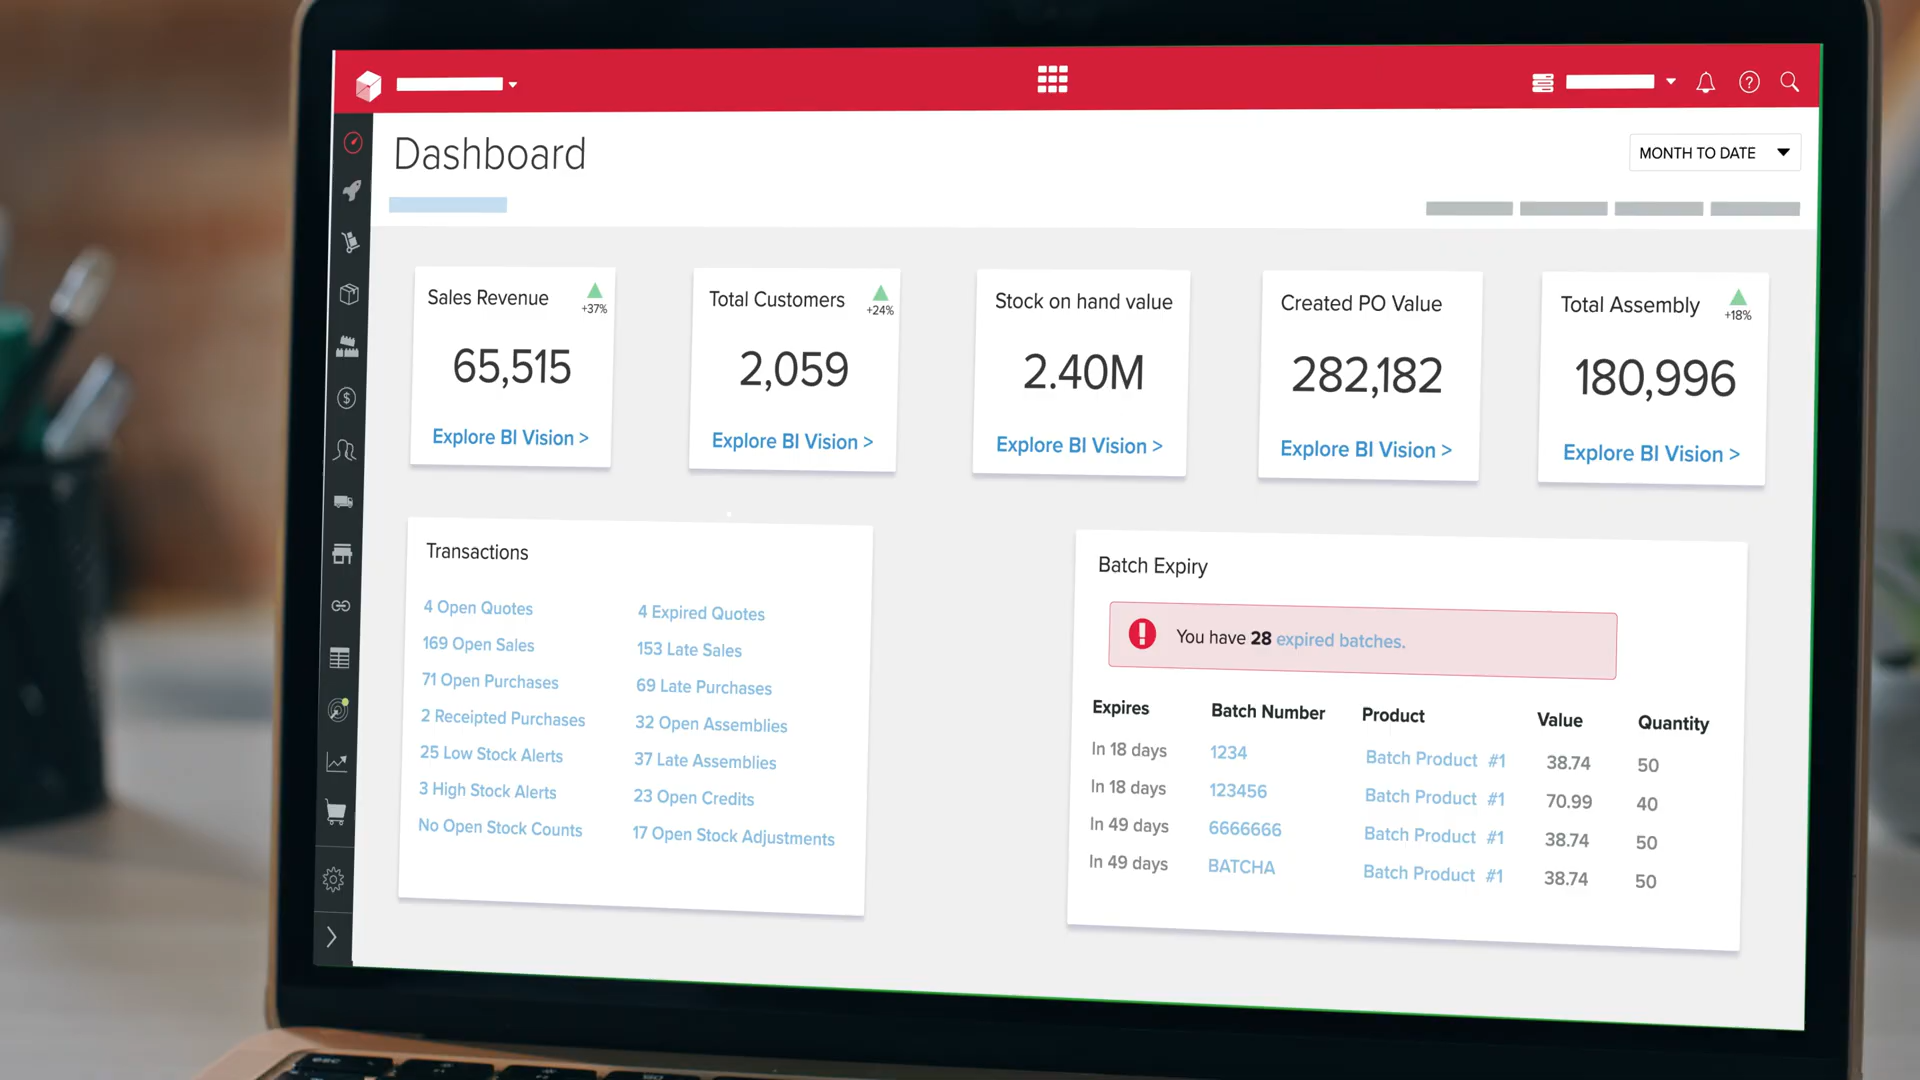 Dashboard
MONTH TO DATE
Sales Revenue
+37%
65,515
Explore BI Vision >
Total Customers
+24%
2,059
Explore BI Vision >
Stock on hand value
2.40M
Explore BI Vision >
Created PO Value
282,182
Explore BI Vision >
Total Assembly
+18%
180,996
Explore BI Vision >
Transactions
4 Open Quotes
169 Open Sales
71 Open Purchases
2 Receipted Purchases
25 Low Stock Alerts
3 High Stock Alerts
No Open Stock Counts
4 Expired Quotes
153 Late Sales
69 Late Purchases
32 Open Assemblies
37 Late Assemblies
23 Open Credits
17 Open Stock Adjustments
Batch Expiry
You have 28 expired batches.
Expires Batch Number Product Value Quantity
In 18 days 1234 Batch Product #1 38.74 50
In 18 days 123456 Batch Product #1 70.99 40
In 49 days 6666666 Batch Product #1 38.74 50
In 49 days BATCHA Batch Product #1 38.74 50
esc